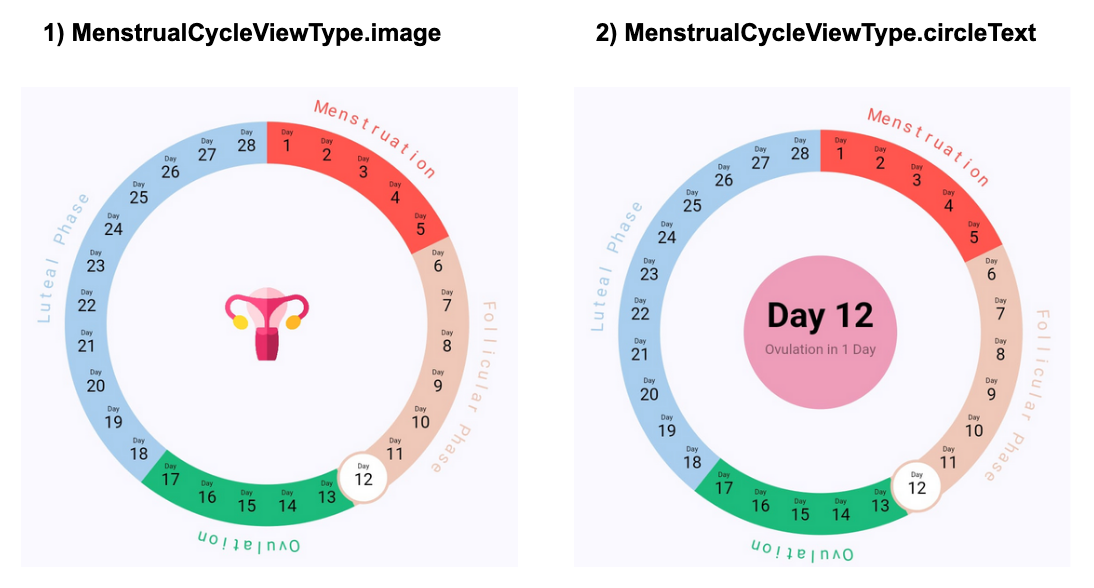 1) MenstrualCycleViewType.image
Menstruation
Day
1
Day
2
Day
3
Day
4
Day
5
Day
6
Day
7
Day
8
Day
9
Day
10
Day
11
Day
12
Day
13
Day
14
Day
15
Day
16
Day
17
Day
18
Day
19
Day
20
Day
21
Day
22
Day
23
Day
24
Day
25
Day
26
Day
27
Day
28
Follicular Phase
Ovulation
Luteal Phase
2) MenstrualCycleViewType.circleText
Menstruation
Day
1
Day
2
Day
3
Day
4
Day
5
Day
6
Day
7
Day
8
Day
9
Day
10
Day
11
Day
12
Day
13
Day
14
Day
15
Day
16
Day
17
Day
18
Day
19
Day
20
Day
21
Day
22
Day
23
Day
24
Day
25
Day
26
Day
27
Day
28
Follicular Phase
Ovulation
Luteal Phase
Day 12
Ovulation in 1 Day